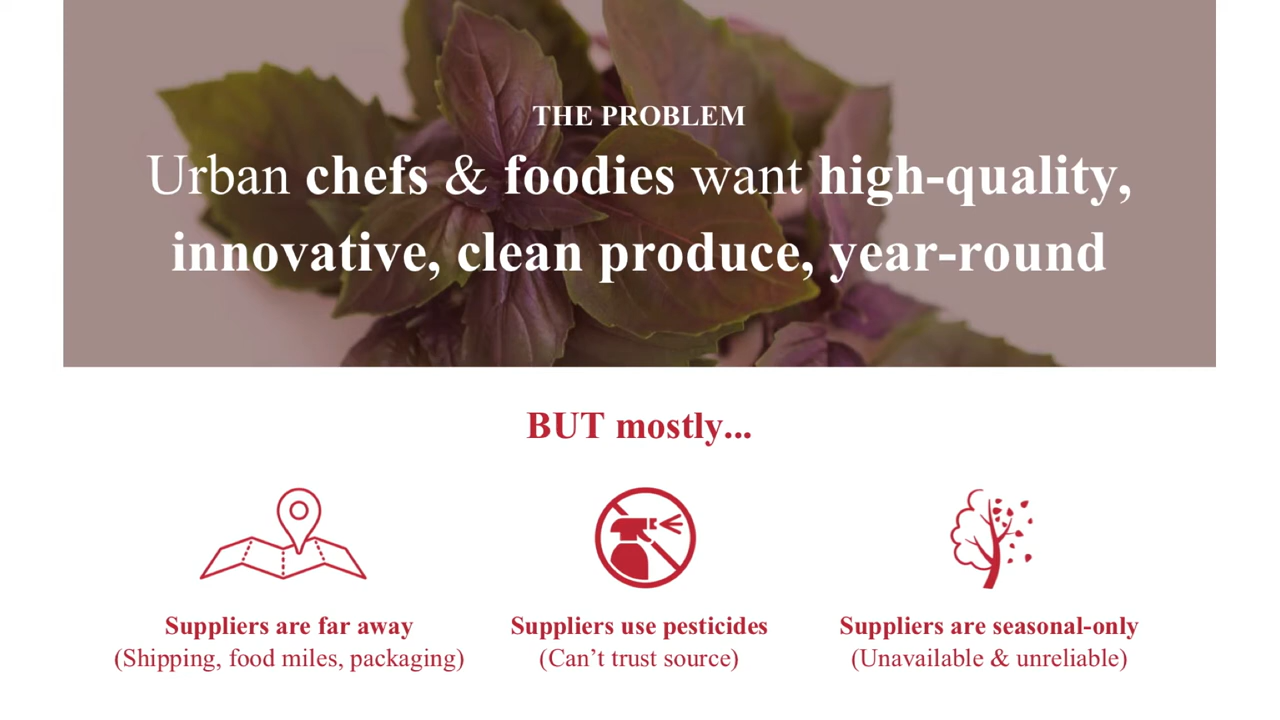 THE PROBLEM
Urban chefs & foodies want high-quality,
innovative, clean produce, year-round
BUT mostly...
Suppliers are far away
(Shipping, food miles, packaging)
Suppliers use pesticides
(Can’t trust source)
Suppliers are seasonal-only
(Unavailable & unreliable)